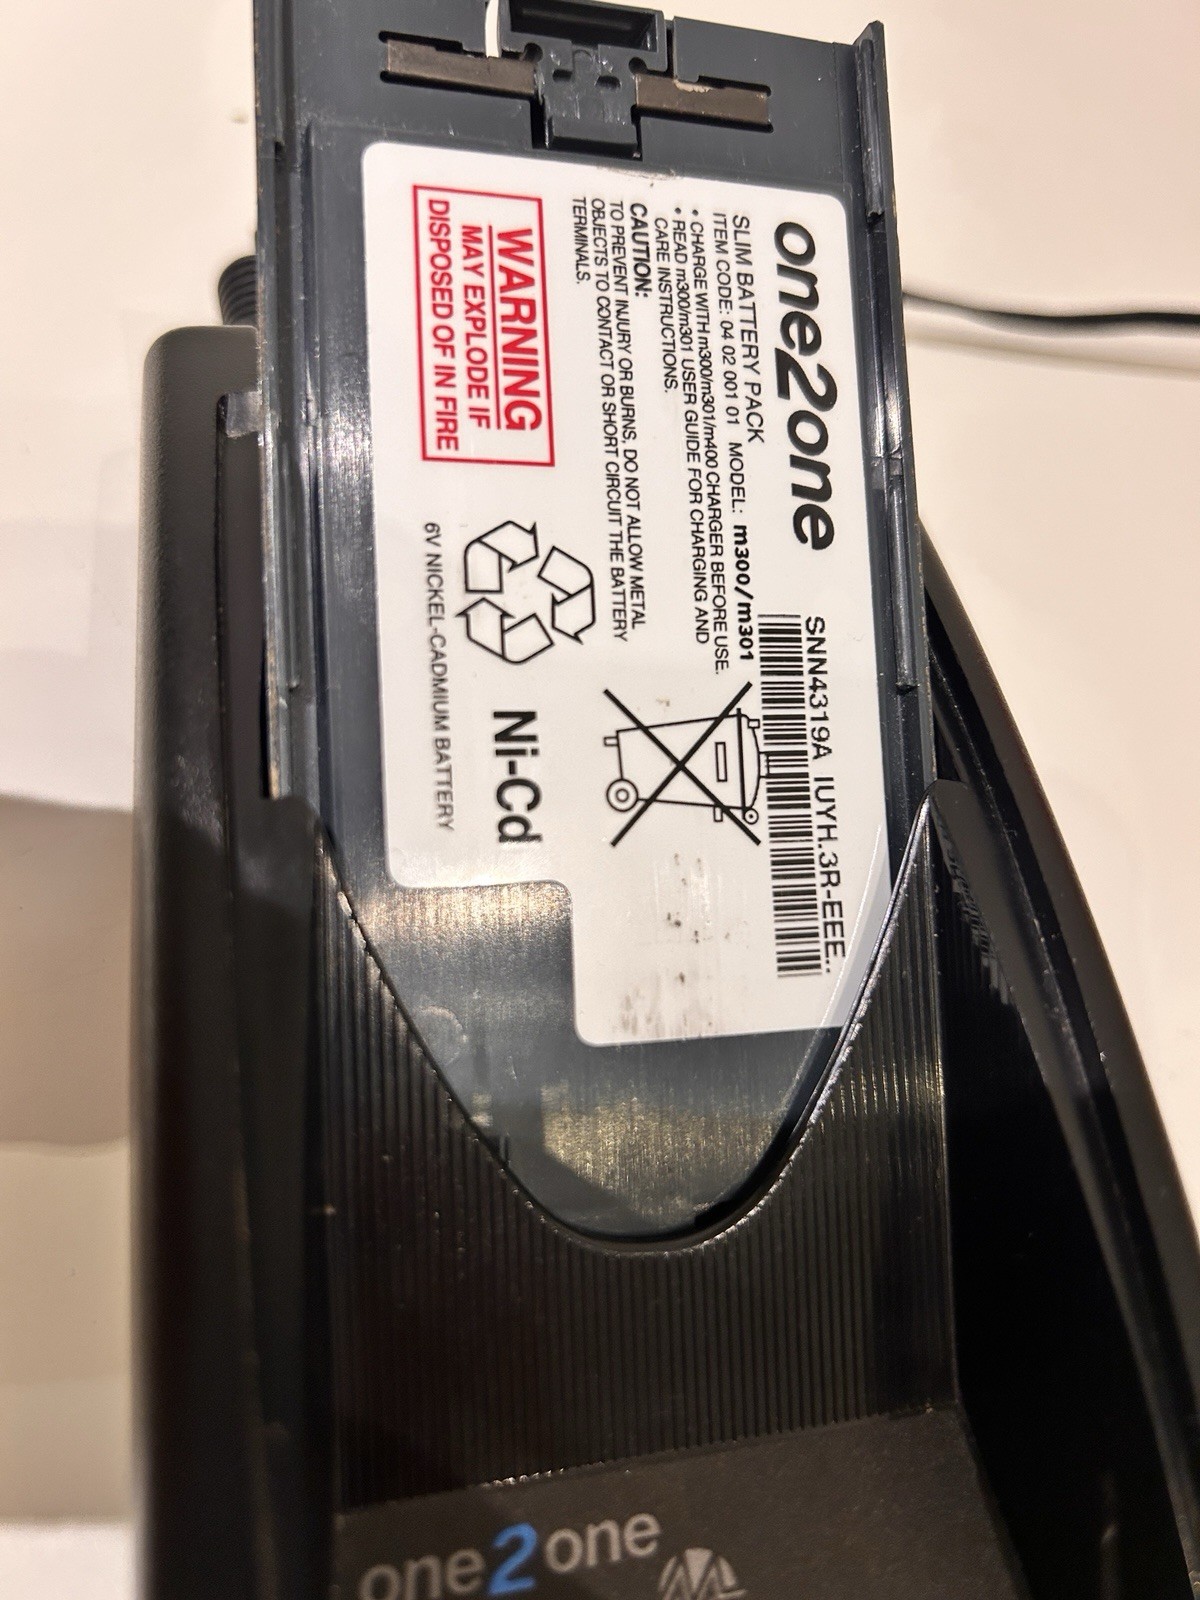 one2one
SNN4319A IUYH.3R-EEE..
SLIM BATTERY PACK
ITEM CODE: 04 02 001 01 MODEL: m300/m301
• CHARGE WITH m300/m301/m400 CHARGER BEFORE USE.
• READ m300/m301 USER GUIDE FOR CHARGING AND
CARE INSTRUCTIONS.
CAUTION:
TO PREVENT INJURY OR BURNS, DO NOT ALLOW METAL
OBJECTS TO CONTACT OR SHORT CIRCUIT THE BATTERY
TERMINALS.
WARNING
MAY EXPLODE IF
DISPOSED OF IN FIRE
Ni-Cd
6V NICKEL-CADMIUM BATTERY
one2one